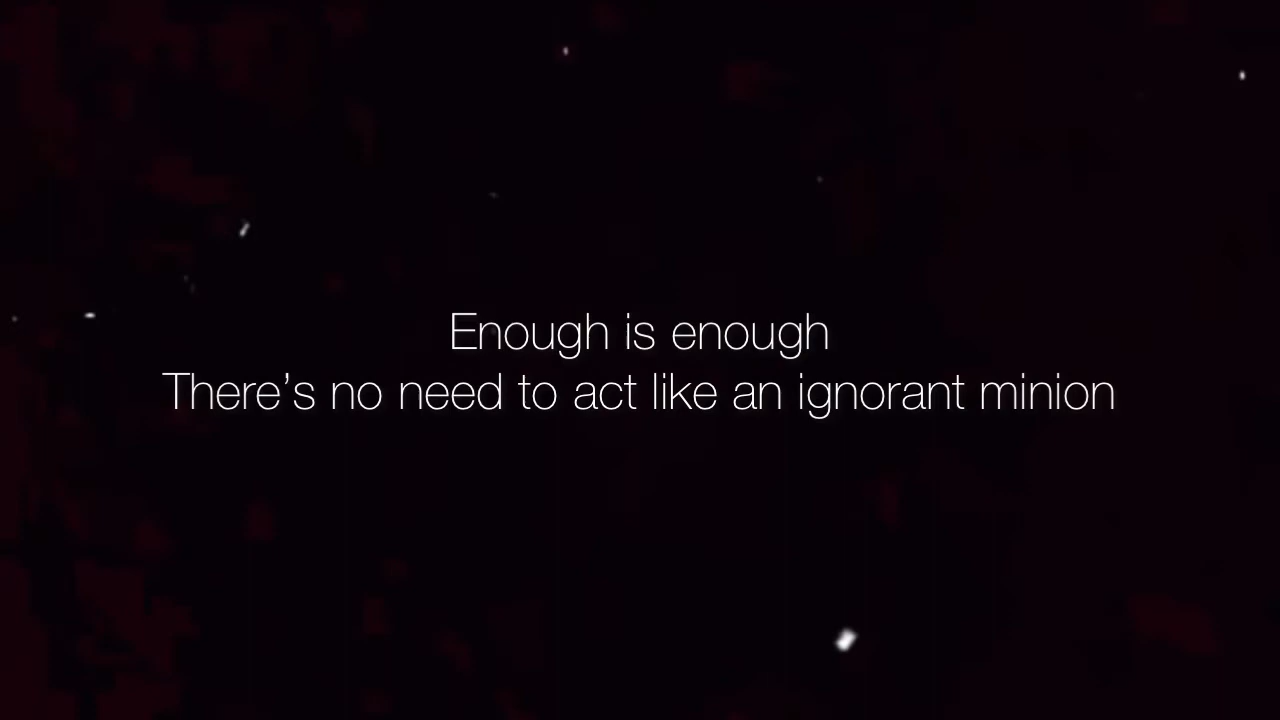 Enough is enough
There’s no need to act like an ignorant minion